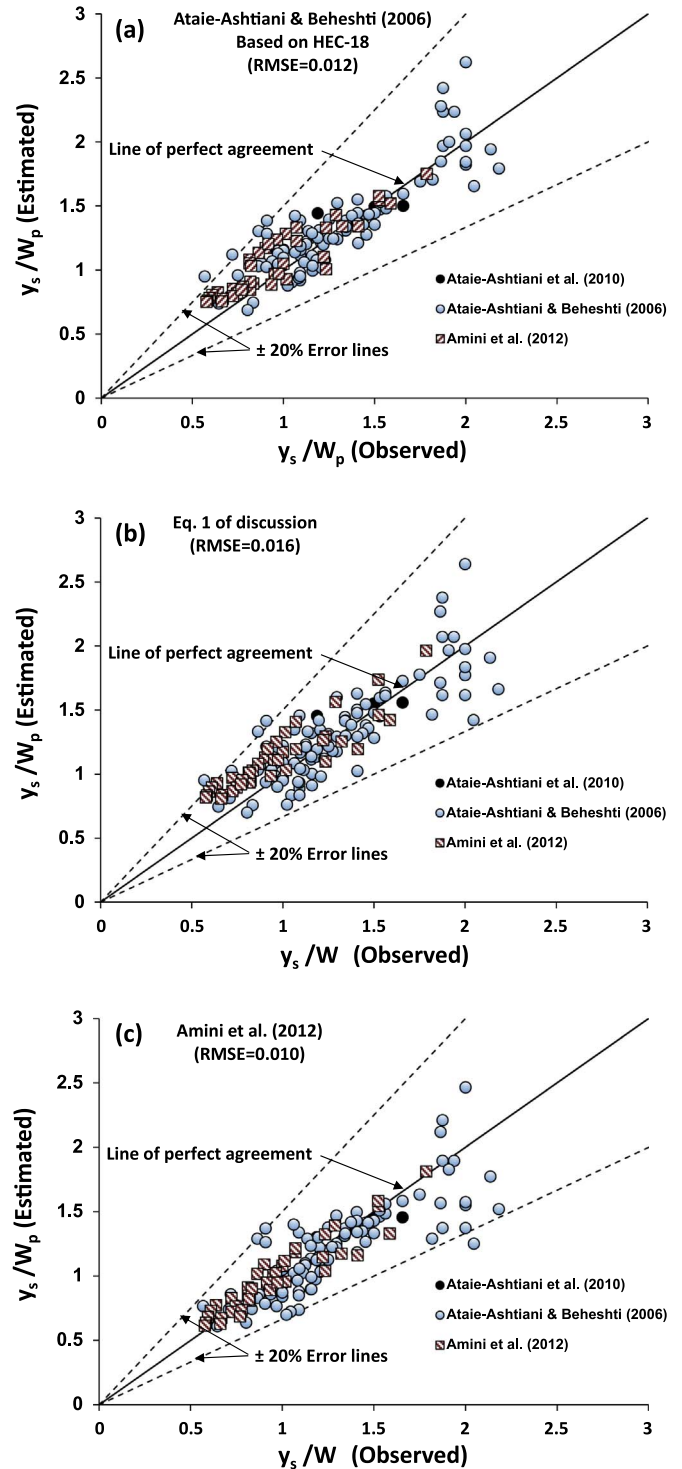 (a)
Ataie-Ashtiani & Beheshti (2006)
Based on HEC-18
(RMSE=0.012)
Line of perfect agreement
± 20% Error lines
Ataie-Ashtiani et al. (2010)
Ataie-Ashtiani & Beheshti (2006)
Amini et al. (2012)
3
2.5
2
1.5
1
0.5
0
0
0.5
1
1.5
2
2.5
3
ys /Wp (Estimated)
ys /Wp (Observed)
(b)
Eq. 1 of discussion
(RMSE=0.016)
Line of perfect agreement
± 20% Error lines
Ataie-Ashtiani et al. (2010)
Ataie-Ashtiani & Beheshti (2006)
Amini et al. (2012)
3
2.5
2
1.5
1
0.5
0
0
0.5
1
1.5
2
2.5
3
ys /Wp (Estimated)
ys /W (Observed)
(c)
Amini et al. (2012)
(RMSE=0.010)
Line of perfect agreement
± 20% Error lines
Ataie-Ashtiani et al. (2010)
Ataie-Ashtiani & Beheshti (2006)
Amini et al. (2012)
3
2.5
2
1.5
1
0.5
0
0
0.5
1
1.5
2
2.5
3
ys /Wp (Estimated)
ys /W (Observed)